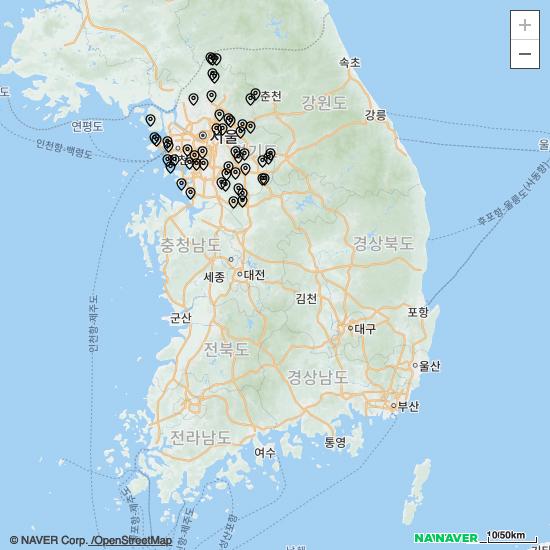 +
−
속초
춘천
강원도
강릉
연평도
서울
경기도
인천항-백령도
울
후포항-울릉도(사동항)
충청남도
경상북도
세종
대전
김천
인천항-제주도
군산
포항
대구
전북도
울산
경상남도
부산
전라남도
통영
여수
NAVER
10/50km
© NAVER Corp. /OpenStreetMap